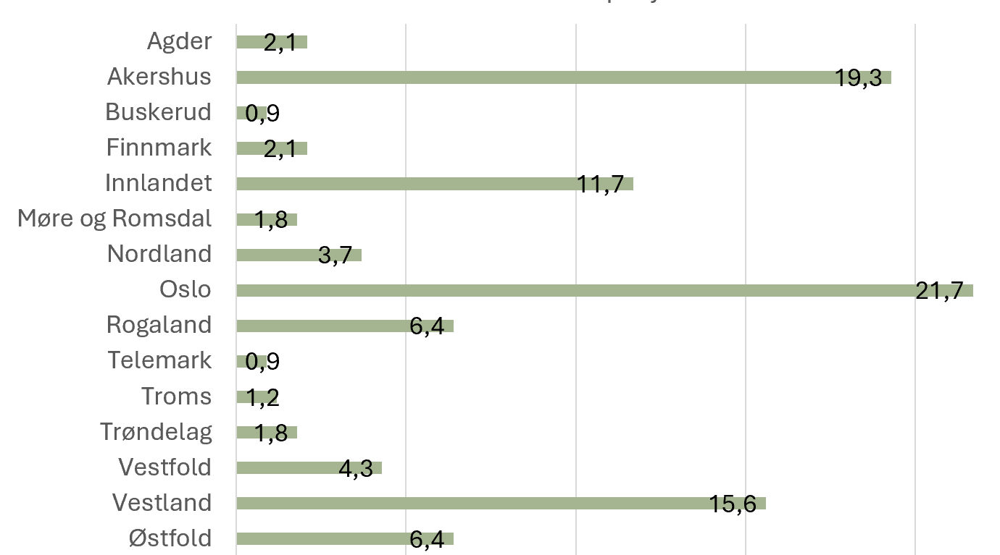 Agder 2,1
Akershus 19,3
Buskerud 0,9
Finnmark 2,1
Innlandet 11,7
Møre og Romsdal 1,8
Nordland 3,7
Oslo 21,7
Rogaland 6,4
Telemark 0,9
Troms 1,2
Trøndelag 1,8
Vestfold 4,3
Vestland 15,6
Østfold 6,4